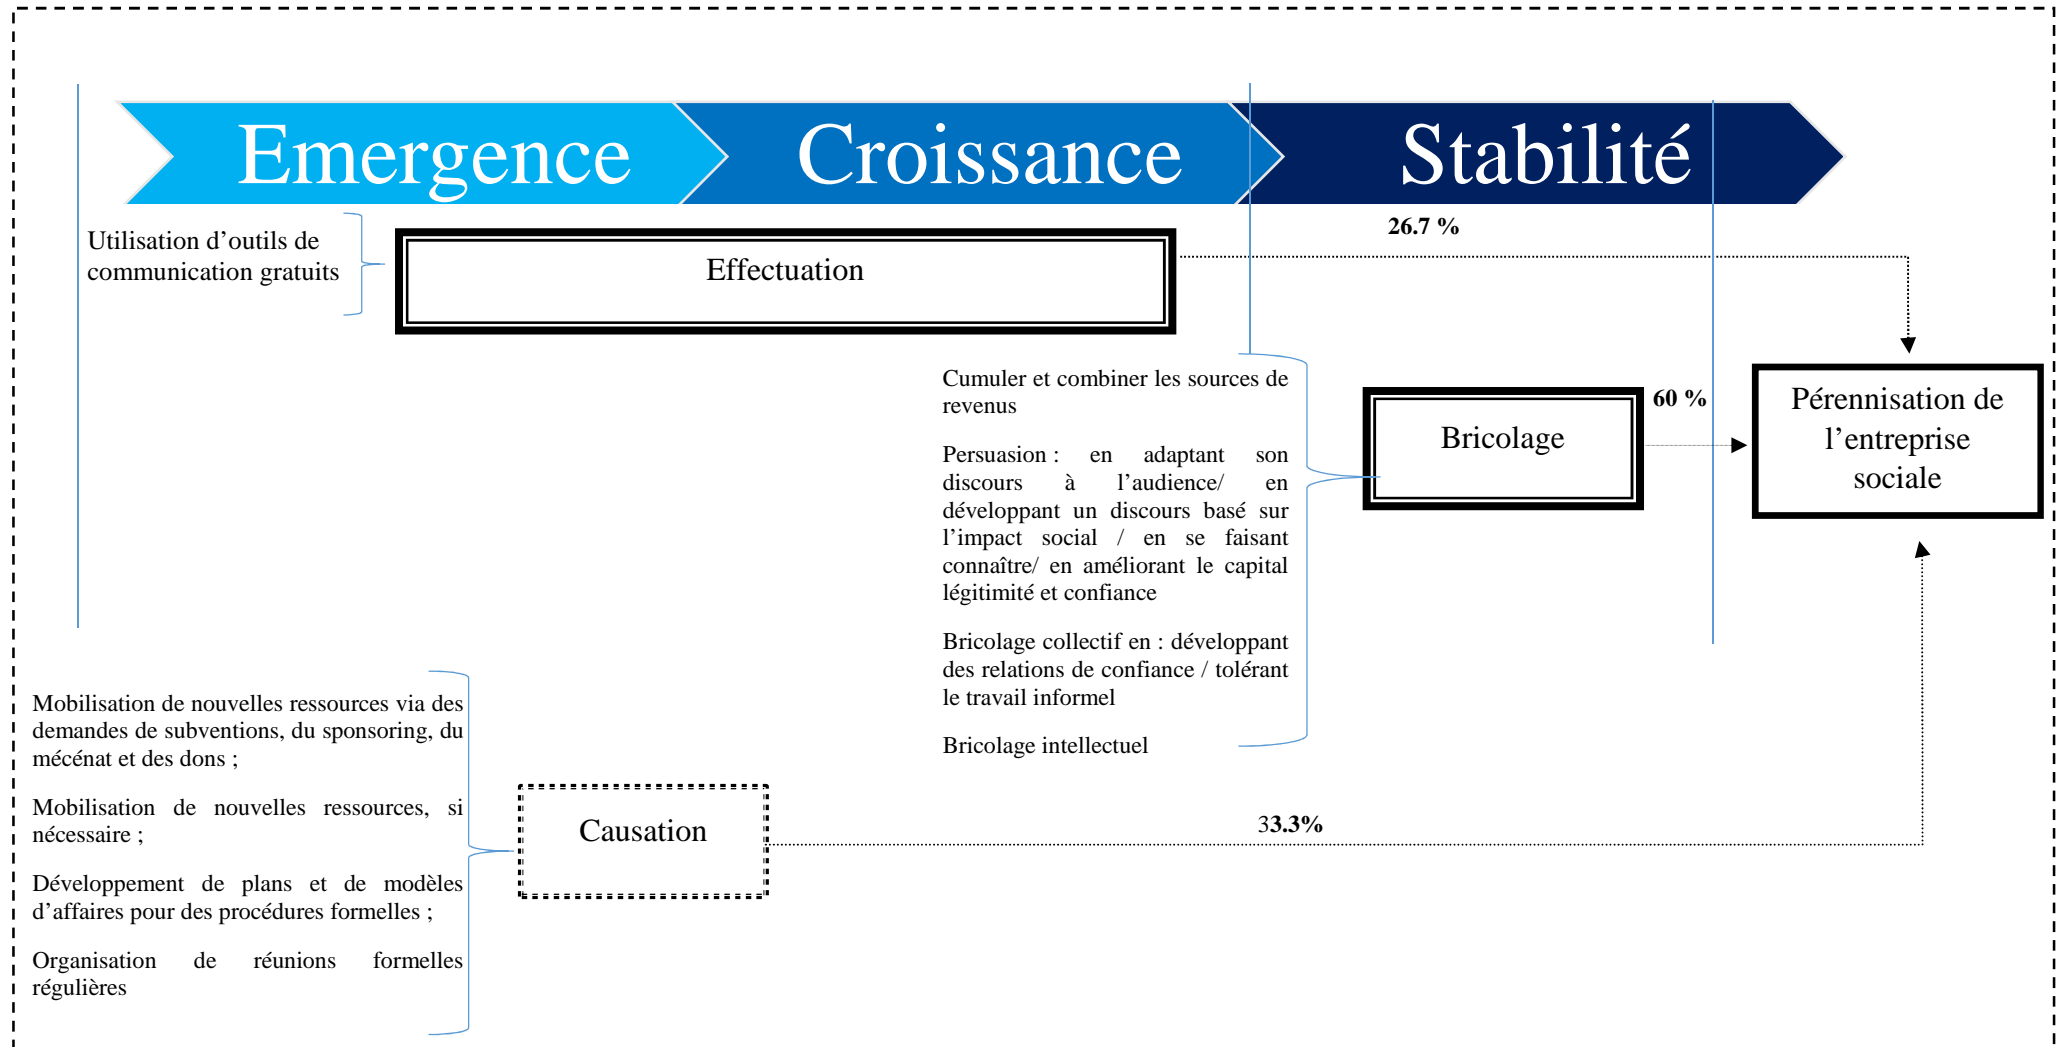 Emergence
Croissance
Stabilité
Utilisation d’outils de
communication gratuits
Effectuation
26.7 %
Cumuler et combiner les sources de
revenus
Persuasion : en adaptant son
discours à l’audience/ en
développant un discours basé sur
l’impact social / en se faisant
connaître/ en améliorant le capital
légitimité et confiance
Bricolage collectif en : développant
des relations de confiance / tolérant
le travail informel
Bricolage intellectuel
Bricolage
60 %
Pérennisation de
l’entreprise
sociale
Mobilisation de nouvelles ressources via des
demandes de subventions, du sponsoring, du
mécénat et des dons ;
Mobilisation de nouvelles ressources, si
nécessaire ;
Développement de plans et de modèles
d’affaires pour des procédures formelles ;
Organisation de réunions formelles
régulières
Causation
33.3%